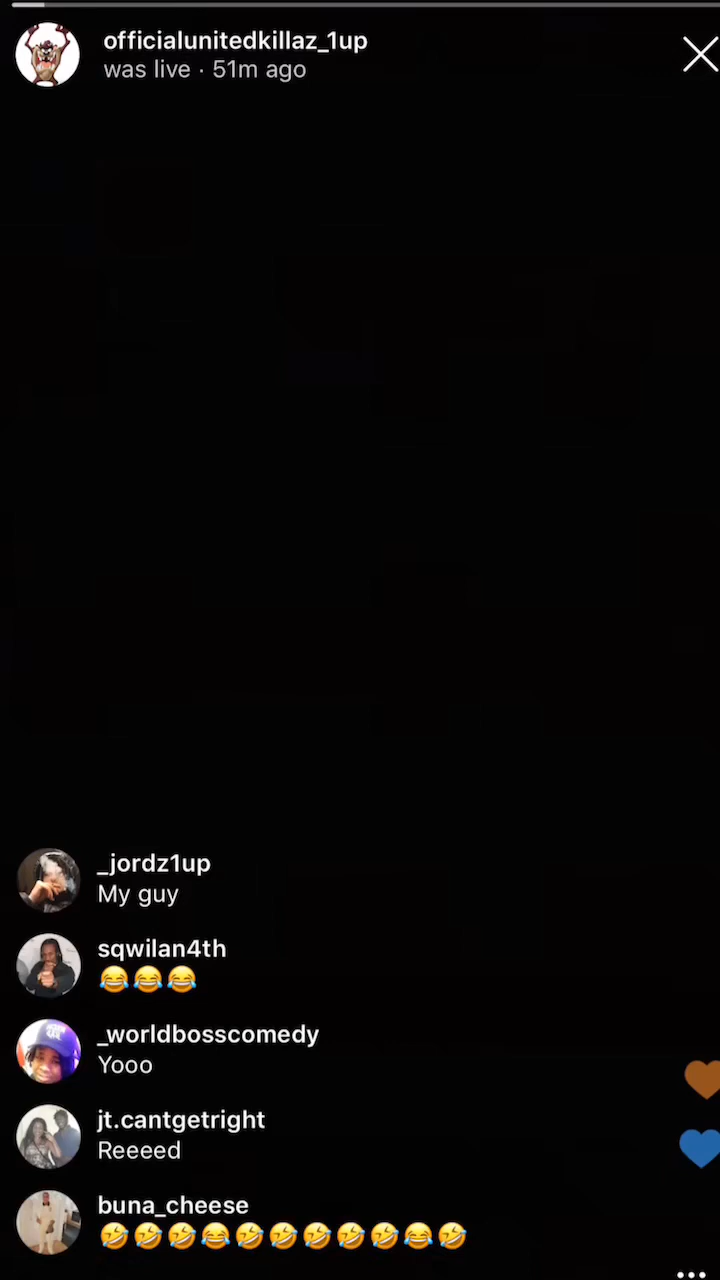 officialunitedkillaz_1up
was live · 51m ago
_jordz1up
My guy
sqwilan4th
😂😂😂
_worldbosscomedy
Yooo
jt.cantgetright
Reeeed
buna_cheese
🤣🤣🤣😂🤣🤣🤣🤣🤣😂🤣